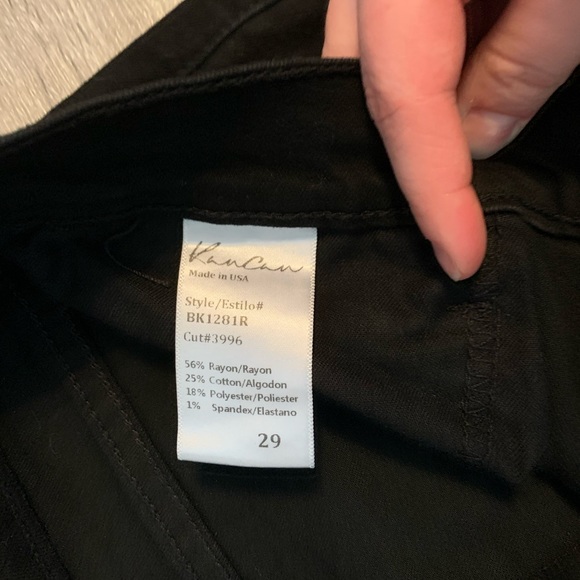 KanCan
Made in USA
Style/Estilo#
BK1281R
Cut#3996
56% Rayon/Rayon
25% Cotton/Algodon
18% Polyester/Poliester
1% Spandex/Elastano
29